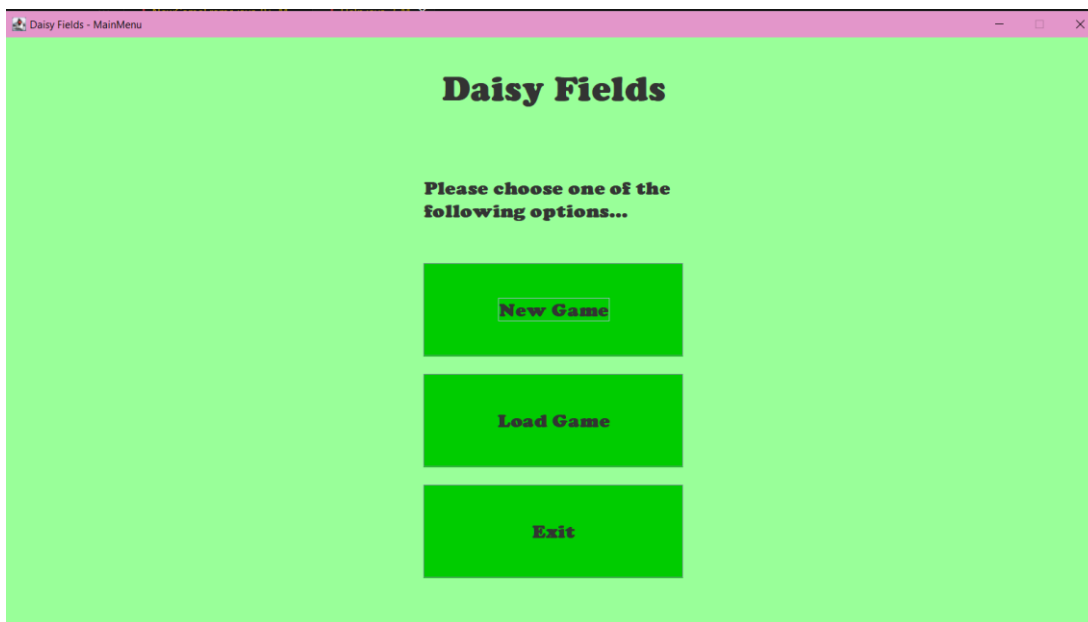 Daisy Fields - MainMenu
Daisy Fields
Please choose one of the
following options...
New Game
Load Game
Exit